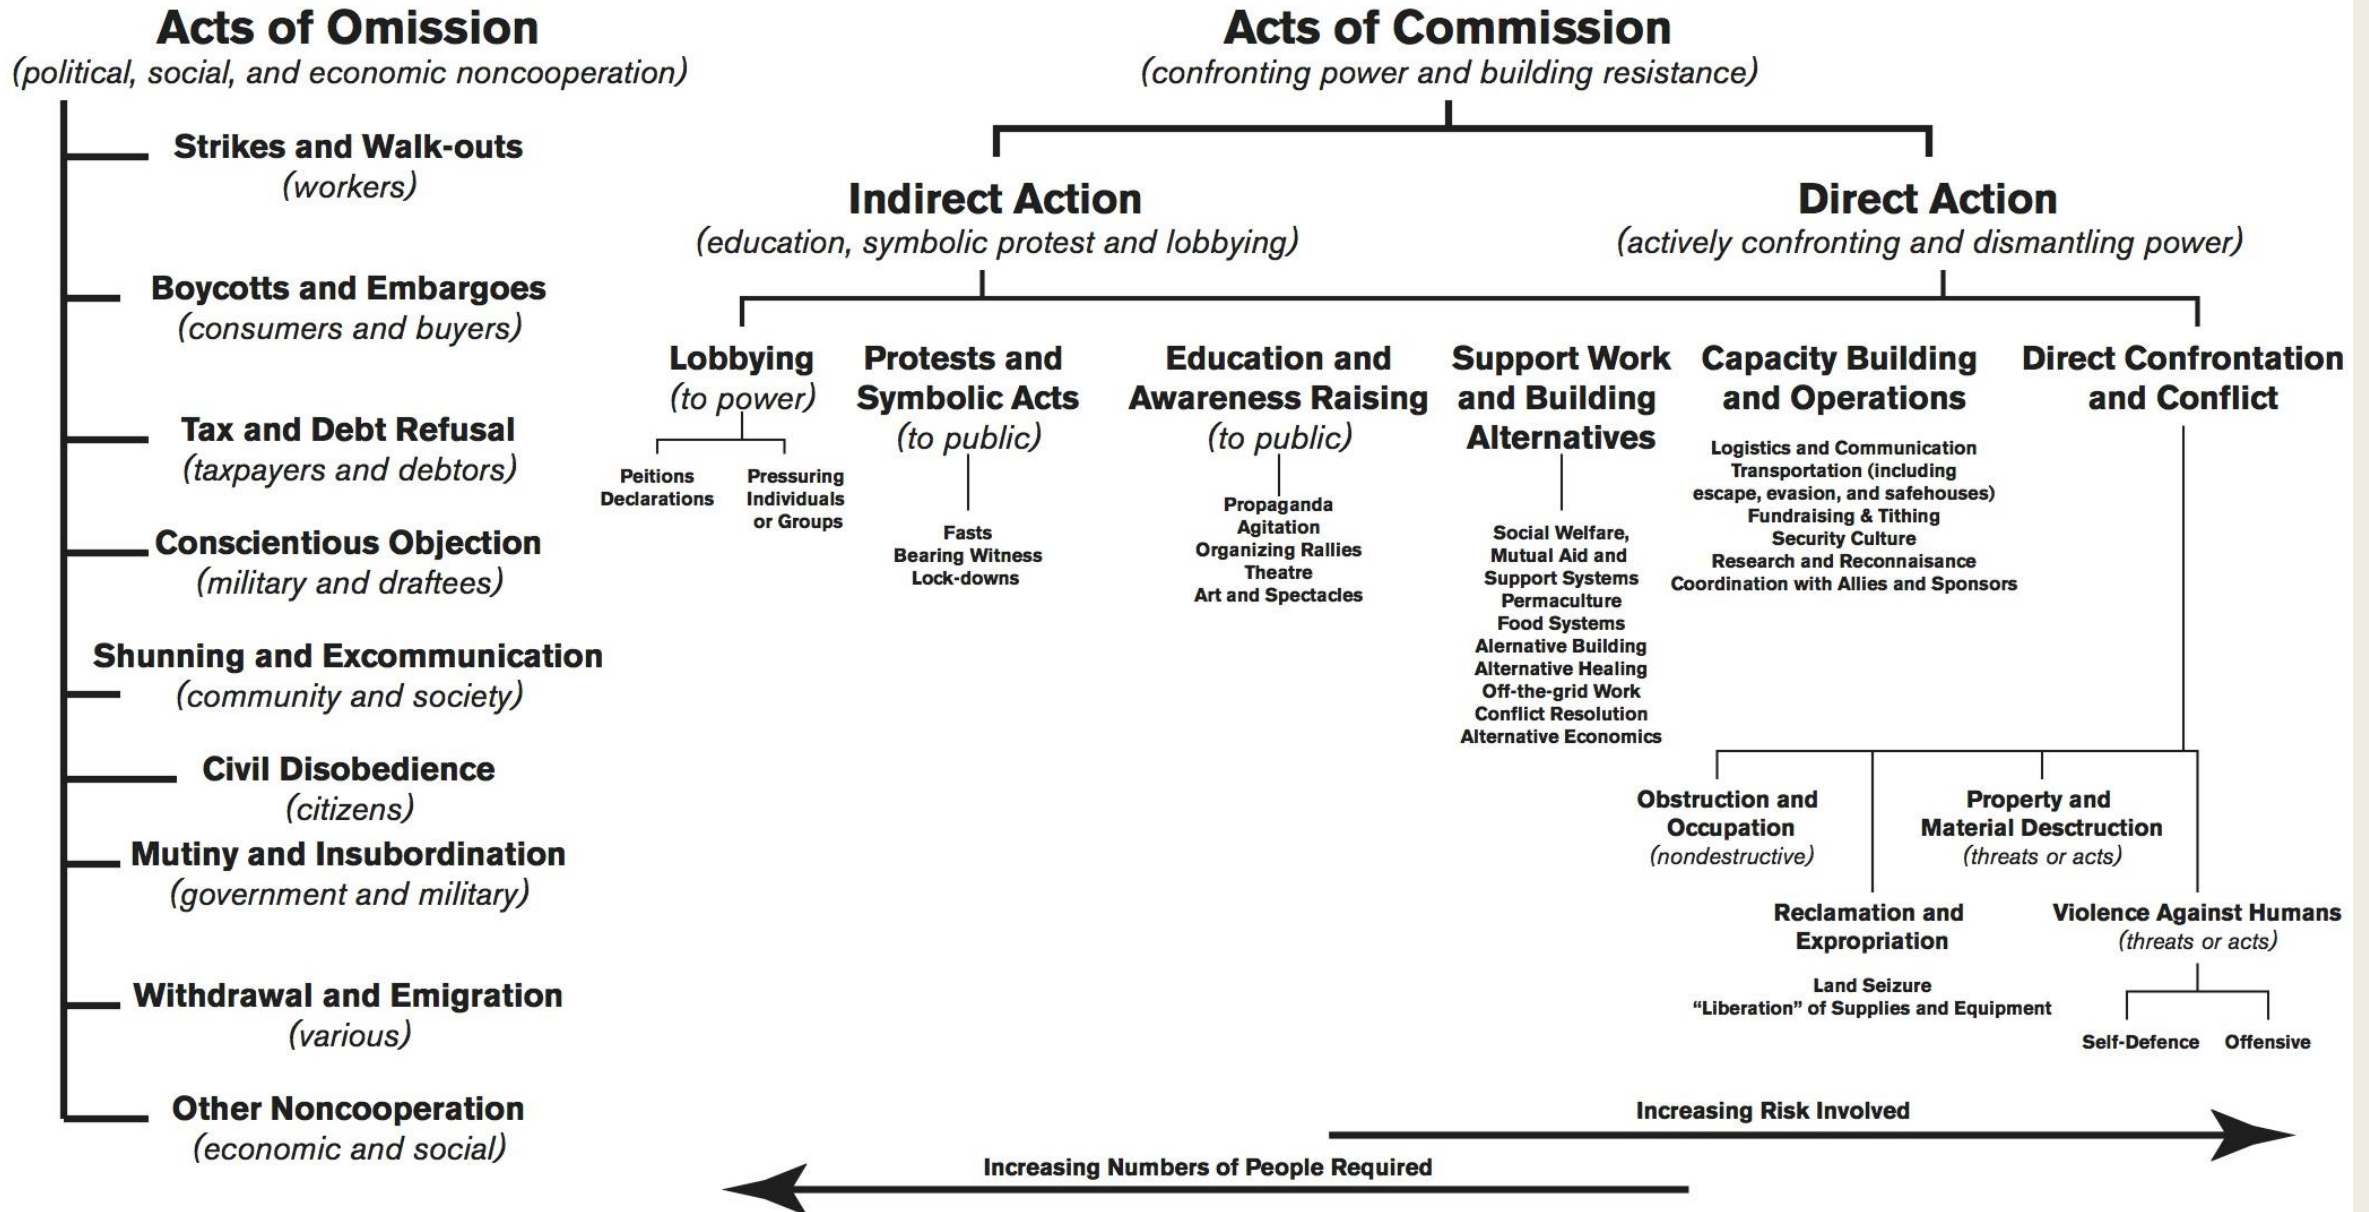 Acts of Omission
(political, social, and economic noncooperation)
Strikes and Walk-outs
(workers)
Boycotts and Embargoes
(consumers and buyers)
Tax and Debt Refusal
(taxpayers and debtors)
Conscientious Objection
(military and draftees)
Shunning and Excommunication
(community and society)
Civil Disobedience
(citizens)
Mutiny and Insubordination
(government and military)
Withdrawal and Emigration
(various)
Other Noncooperation
(economic and social)
Acts of Commission
(confronting power and building resistance)
Indirect Action
(education, symbolic protest and lobbying)
Direct Action
(actively confronting and dismantling power)
Lobbying
(to power)
Peitions
Declarations
Pressuring
Individuals
or Groups
Protests and
Symbolic Acts
(to public)
Fasts
Bearing Witness
Lock-downs
Education and
Awareness Raising
(to public)
Propaganda
Agitation
Organizing Rallies
Theatre
Art and Spectacles
Support Work
and Building
Alternatives
Social Welfare,
Mutual Aid and
Support Systems
Permaculture
Food Systems
Alernative Building
Alternative Healing
Off-the-grid Work
Conflict Resolution
Alternative Economics
Capacity Building
and Operations
Logistics and Communication
Transportation (including
escape, evasion, and safehouses)
Fundraising & Tithing
Security Culture
Research and Reconnaisance
Coordination with Allies and Sponsors
Direct Confrontation
and Conflict
Obstruction and
Occupation
(nondestructive)
Reclamation and
Expropriation
Land Seizure
“Liberation” of Supplies and Equipment
Property and
Material Desctruction
(threats or acts)
Violence Against Humans
(threats or acts)
Self-Defence
Offensive
Increasing Risk Involved
Increasing Numbers of People Required